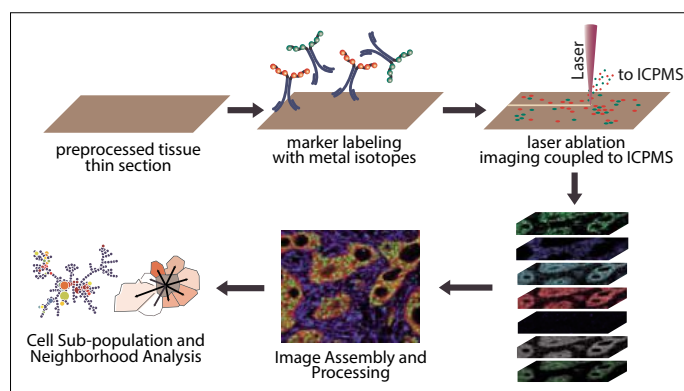 Laser
to ICPMS
preprocessed tissue
thin section
marker labeling
with metal isotopes
laser ablation
imaging coupled to ICPMS
Cell Sub-population and
Neighborhood Analysis
Image Assembly and
Processing